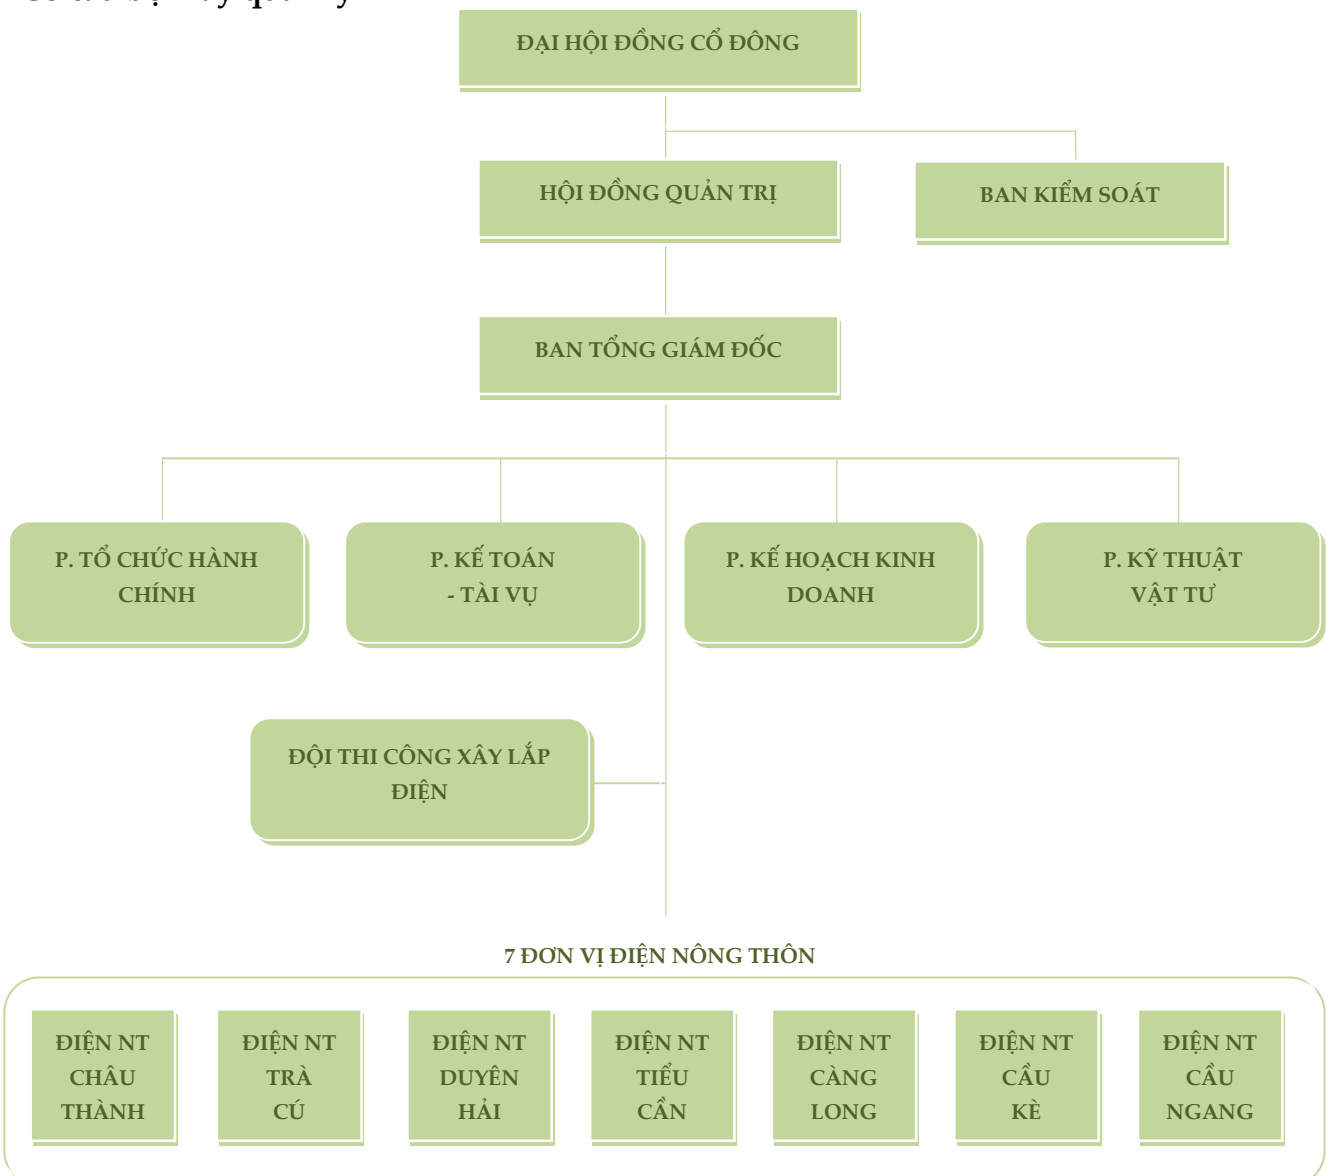 ĐẠI HỘI ĐỒNG CỔ ĐÔNG
HỘI ĐỒNG QUẢN TRỊ
BAN KIỂM SOÁT
BAN TỔNG GIÁM ĐỐC
P. TỔ CHỨC HÀNH
CHÍNH
P. KẾ TOÁN
- TÀI VỤ
P. KẾ HOẠCH KINH
DOANH
P. KỸ THUẬT
VẬT TƯ
ĐỘI THI CÔNG XÂY LẮP
ĐIỆN
7 ĐƠN VỊ ĐIỆN NÔNG THÔN
ĐIỆN NT
CHÂU
THÀNH
ĐIỆN NT
TRÀ
CÚ
ĐIỆN NT
DUYÊN
HẢI
ĐIỆN NT
TIỂU
CẦN
ĐIỆN NT
CÀNG
LONG
ĐIỆN NT
CẦU
KÈ
ĐIỆN NT
CẦU
NGANG